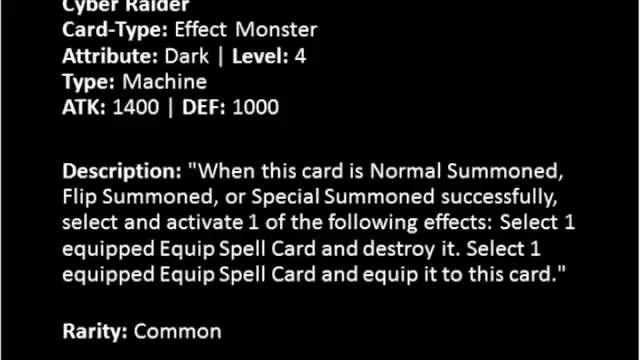 Cyber Raider
Card-Type: Effect Monster
Attribute: Dark | Level: 4
Type: Machine
ATK: 1400 | DEF: 1000
Description: "When this card is Normal Summoned,
Flip Summoned, or Special Summoned successfully,
select and activate 1 of the following effects: Select 1
equipped Equip Spell Card and destroy it. Select 1
equipped Equip Spell Card and equip it to this card."
Rarity: Common